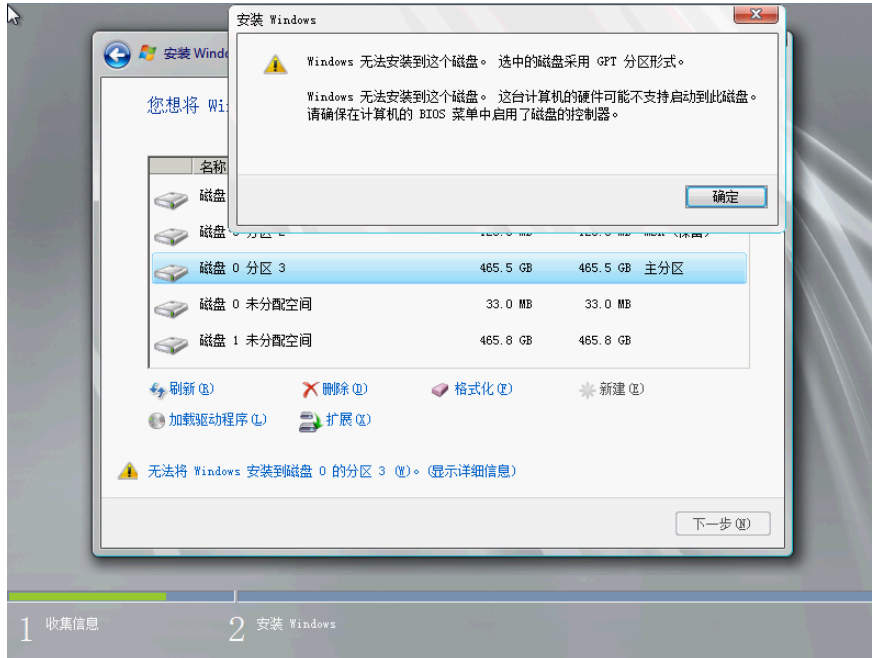 安装 Windows
Windows 无法安装到这个磁盘。 选中的磁盘采用 GPT 分区形式。
Windows 无法安装到这个磁盘。 这台计算机的硬件可能不支持启动到此磁盘。
请确保在计算机的 BIOS 菜单中启用了磁盘的控制器。
确定
安装 Windo
您想将 Wi
名称
磁盘
磁盘
磁盘 0 分区 3 465.5 GB 465.5 GB 主分区
磁盘 0 未分配空间 33.0 MB 33.0 MB
磁盘 1 未分配空间 465.8 GB 465.8 GB
刷新(R) 删除(D) 格式化(F) 新建(E)
加载驱动程序(L) 扩展(X)
无法将 Windows 安装到磁盘 0 的分区 3 (W)。(显示详细信息)
下一步(N)
1 收集信息 2 安装 Windows